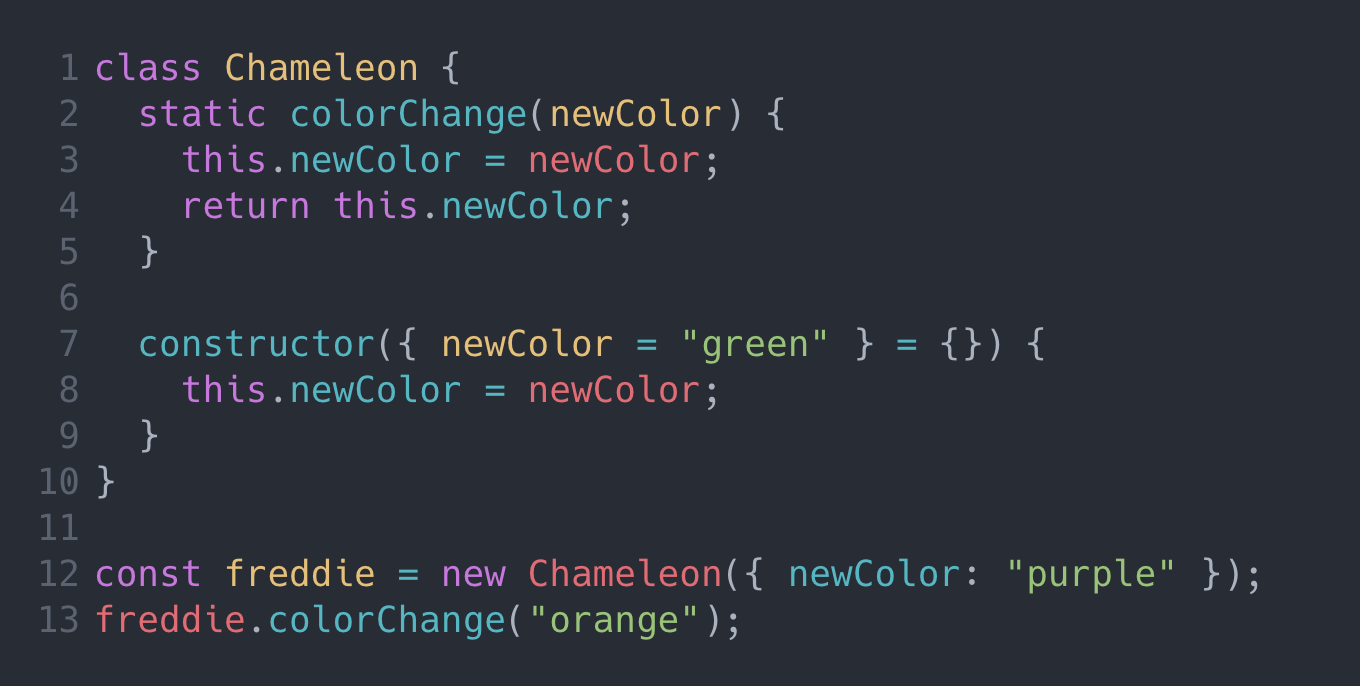 1 class Chameleon {
2   static colorChange(newColor) {
3     this.newColor = newColor;
4     return this.newColor;
5   }
6
7   constructor({ newColor = "green" } = {}) {
8     this.newColor = newColor;
9   }
10 }
11
12 const freddie = new Chameleon({ newColor: "purple" });
13 freddie.colorChange("orange");